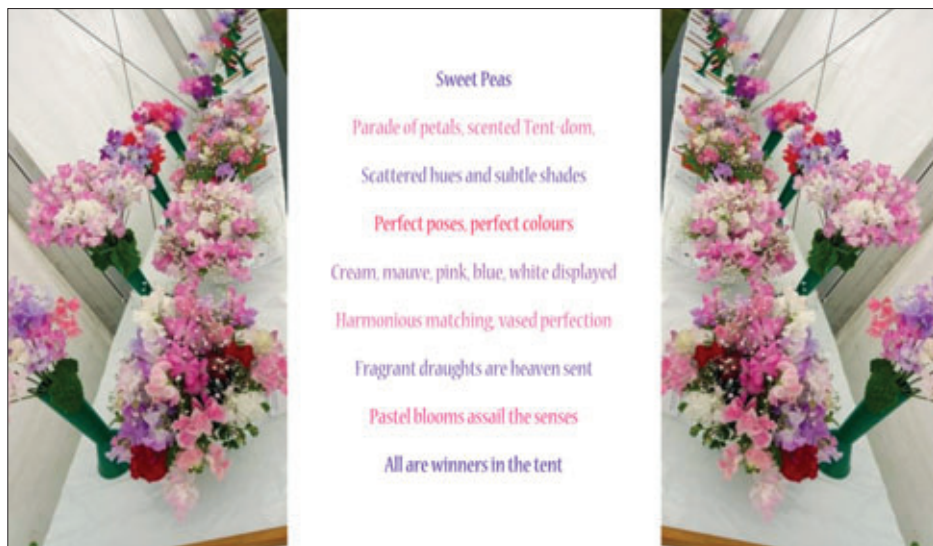 Sweet Peas
Parade of petals, scented Tent-dom,
Scattered hues and subtle shades
Perfect poses, perfect colours
Cream, mauve, pink, blue, white displayed
Harmonious matching, vased perfection
Fragrant draughts are heaven sent
Pastel blooms assail the senses
All are winners in the tent